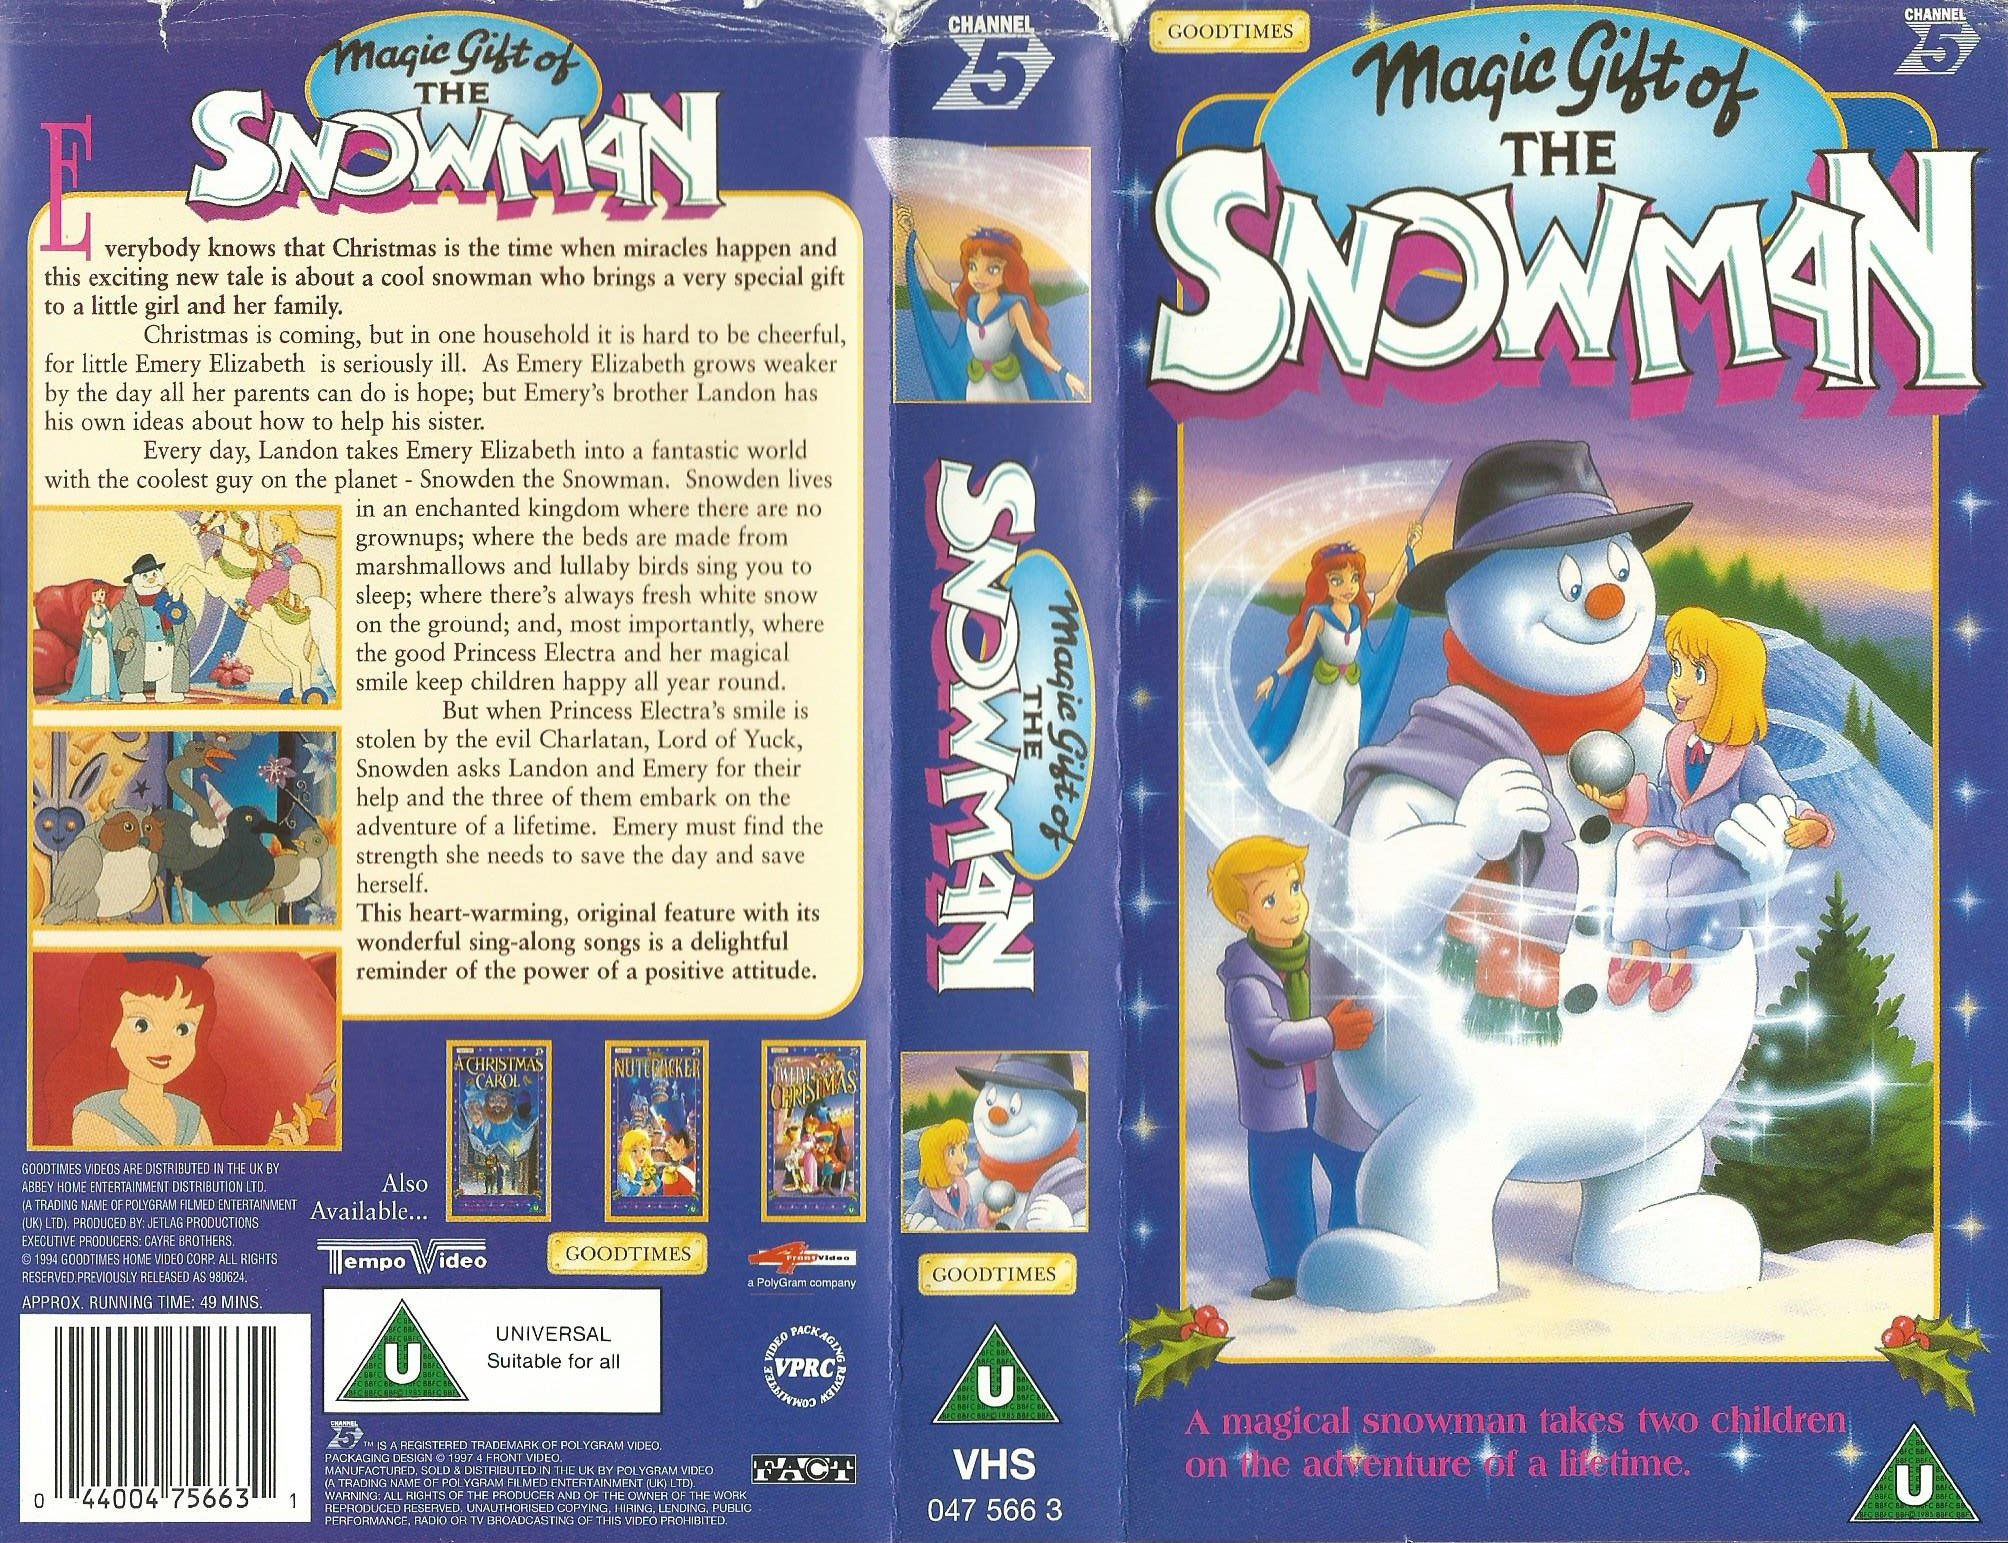 Magic Gift of
THE
SNOWMAN
Everybody knows that Christmas is the time when miracles happen and
this exciting new tale is about a cool snowman who brings a very special gift
to a little girl and her family.
Christmas is coming, but in one household it is hard to be cheerful,
for little Emery Elizabeth is seriously ill. As Emery Elizabeth grows weaker
by the day all her parents can do is hope; but Emery's brother Landon has
his own ideas about how to help his sister.
Every day, Landon takes Emery Elizabeth into a fantastic world
with the coolest guy on the planet - Snowden the Snowman. Snowden lives
in an enchanted kingdom where there are no
grownups; where the beds are made from
marshmallows and lullaby birds sing you to
sleep; where there's always fresh white snow
on the ground; and, most importantly, where
the good Princess Electra and her magical
smile keep children happy all year round.
But when Princess Electra's smile is
stolen by the evil Charlatan, Lord of Yuck,
Snowden asks Landon and Emery for their
help and the three of them embark on the
adventure of a lifetime. Emery must find the
strength she needs to save the day and save
herself.
This heart-warming, original feature with its
wonderful sing-along songs is a delightful
reminder of the power of a positive attitude.
GOODTIMES VIDEOS ARE DISTRIBUTED IN THE UK BY
ABBEY HOME ENTERTAINMENT DISTRIBUTION LTD.
(A TRADING NAME OF POLYGRAM FILMED ENTERTAINMENT
(UK) LTD). PRODUCED BY: JETLAG PRODUCTIONS
EXECUTIVE PRODUCERS: CAYRE BROTHERS.
© 1994 GOODTIMES HOME VIDEO CORP. ALL RIGHTS
RESERVED.PREVIOUSLY RELEASED AS 980624.
APPROX. RUNNING TIME: 49 MINS.
Also
Available...
A CHRISTMAS
CAROL
NUTCRACKER
CHRISTMAS
Tempo Video
GOODTIMES
4 Front Video
a PolyGram company
U
UNIVERSAL
Suitable for all
VIDEO PACKAGING REVIEW COMMITTEE
VPRC
0 44004 75663 1
CHANNEL
5 ™ IS A REGISTERED TRADEMARK OF POLYGRAM VIDEO.
PACKAGING DESIGN © 1997 4 FRONT VIDEO.
MANUFACTURED, SOLD & DISTRIBUTED IN THE UK BY POLYGRAM VIDEO
(A TRADING NAME OF POLYGRAM FILMED ENTERTAINMENT (UK) LTD).
WARNING: ALL RIGHTS OF THE PRODUCER AND OF THE OWNER OF THE WORK
REPRODUCED RESERVED. UNAUTHORISED COPYING, HIRING, LENDING, PUBLIC
PERFORMANCE, RADIO OR TV BROADCASTING OF THIS VIDEO PROHIBITED.
FACT
CHANNEL
5
Magic Gift of
THE
SNOWMAN
GOODTIMES
U
VHS
047 566 3
GOODTIMES
CHANNEL
5
Magic Gift of
THE
SNOWMAN
A magical snowman takes two children
on the adventure of a lifetime.
U